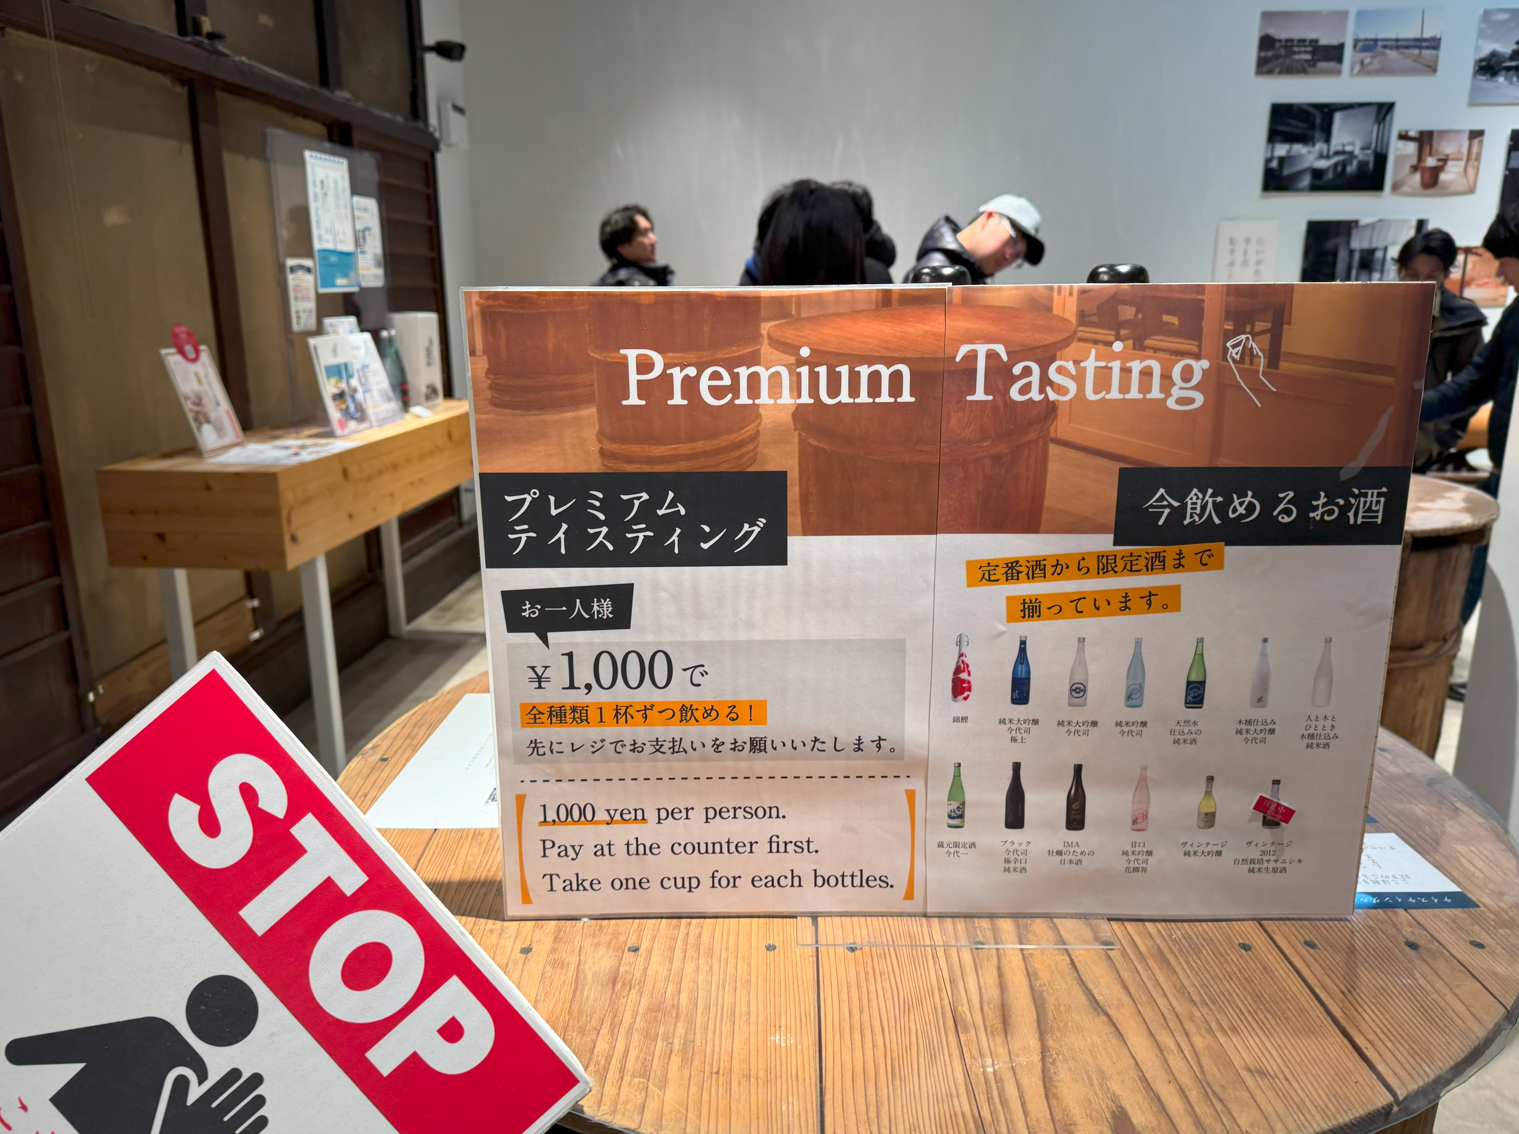 Premium Tasting
プレミアム
テイスティング
お一人様
¥1,000で
全種類1杯ずつ飲める！
先にレジでお支払いをお願いいたします。
1,000 yen per person.
Pay at the counter first.
Take one cup for each bottles.
今飲めるお酒
定番酒から限定酒まで
揃っています。
錦鯉
純米大吟醸
今代司
極上
純米大吟醸
今代司
純米吟醸
今代司
天然水
仕込みの
純米酒
木桶仕込み
純米大吟醸
今代司
人と木と
ひととき
木桶仕込み
純米酒
蔵元限定酒
今代一
ブラック
今代司
極辛口
純米酒
IMA
牡蠣のための
日本酒
甘口
純米吟醸
今代司
花柳界
ヴィンテージ
純米大吟醸
ヴィンテージ
2012
自然栽培ササニシキ
純米生原酒
STOP